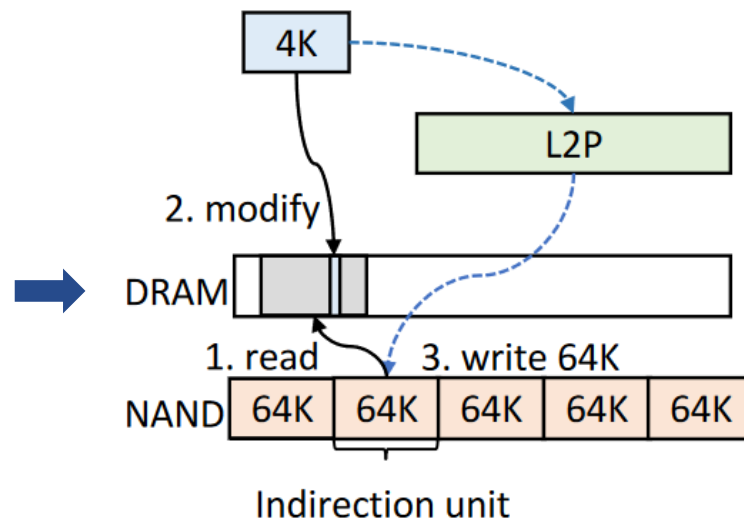 4K
L2P
2. modify
DRAM
1. read 3. write 64K
NAND 64K 64K 64K 64K 64K
Indirection unit